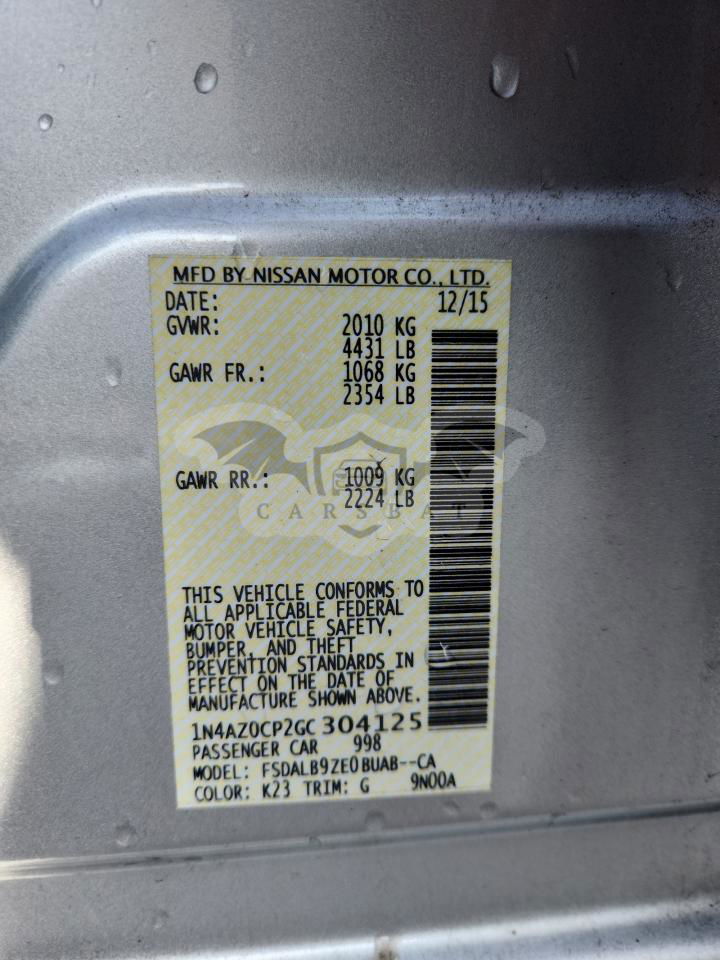 MFD BY NISSAN MOTOR CO., LTD.
DATE: 12/15
GVWR: 2010 KG
4431 LB
GAWR FR.: 1068 KG
2354 LB
GAWR RR.: 1009 KG
2224 LB
CARSBAT
THIS VEHICLE CONFORMS TO
ALL APPLICABLE FEDERAL
MOTOR VEHICLE SAFETY,
BUMPER, AND THEFT
PREVENTION STANDARDS IN
EFFECT ON THE DATE OF
MANUFACTURE SHOWN ABOVE.
1N4AZ0CP2GC304125
PASSENGER CAR 998
MODEL: FSDALB9ZE0BUAB--CA
COLOR: K23 TRIM: G 9N00A